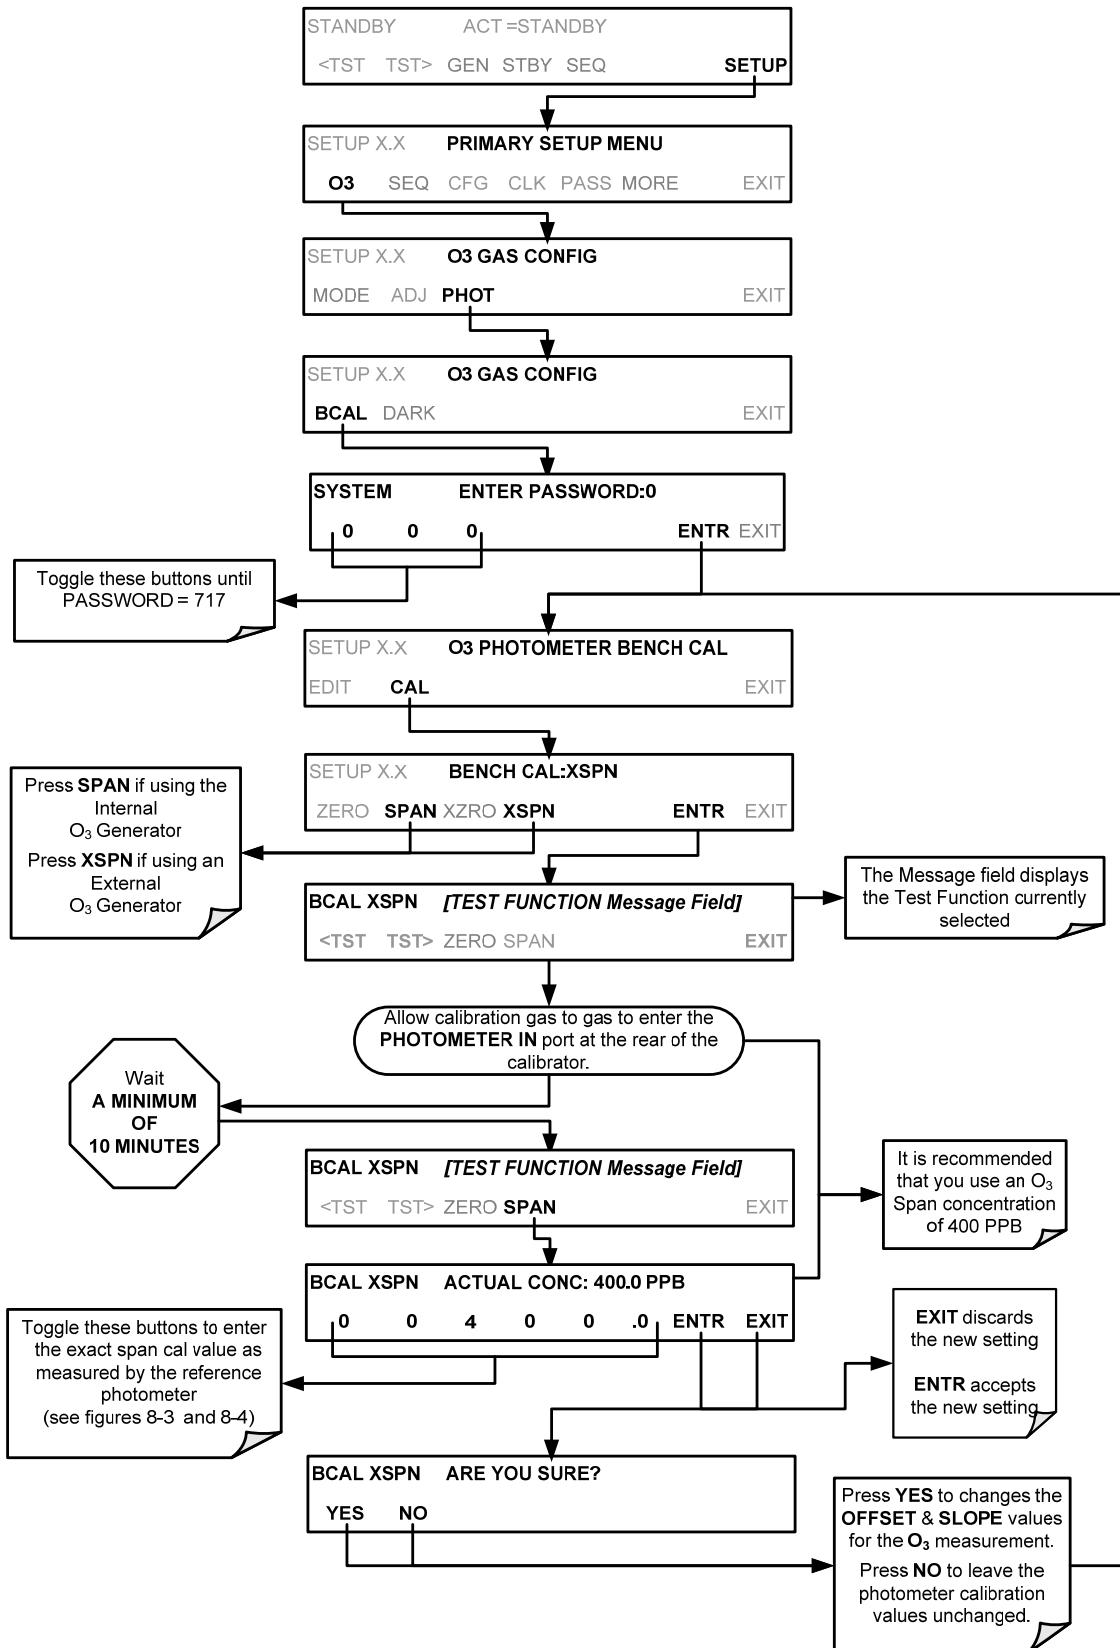 STANDBY ACT =STANDBY
<TST TST> GEN STBY SEQ SETUP
SETUP X.X PRIMARY SETUP MENU
O3 SEQ CFG CLK PASS MORE EXIT
SETUP X.X O3 GAS CONFIG
MODE ADJ PHOT EXIT
SETUP X.X O3 GAS CONFIG
BCAL DARK EXIT
SYSTEM ENTER PASSWORD:0
0 0 0 ENTR EXIT
Toggle these buttons until
PASSWORD = 717
SETUP X.X O3 PHOTOMETER BENCH CAL
EDIT CAL EXIT
SETUP X.X BENCH CAL:XSPN
ZERO SPAN XZRO XSPN ENTR EXIT
Press SPAN if using the
Internal
O3 Generator
Press XSPN if using an
External
O3 Generator
BCAL XSPN [TEST FUNCTION Message Field]
<TST TST> ZERO SPAN EXIT
The Message field displays
the Test Function currently
selected
Allow calibration gas to gas to enter the
PHOTOMETER IN port at the rear of the
calibrator.
Wait
A MINIMUM
OF
10 MINUTES
BCAL XSPN [TEST FUNCTION Message Field]
<TST TST> ZERO SPAN EXIT
It is recommended
that you use an O3
Span concentration
of 400 PPB
BCAL XSPN ACTUAL CONC: 400.0 PPB
0 0 4 0 0 .0 ENTR EXIT
Toggle these buttons to enter
the exact span cal value as
measured by the reference
photometer
(see figures 8-3 and 8-4)
EXIT discards
the new setting
ENTR accepts
the new setting
BCAL XSPN ARE YOU SURE?
YES NO
Press YES to changes the
OFFSET & SLOPE values
for the O3 measurement.
Press NO to leave the
photometer calibration
values unchanged.